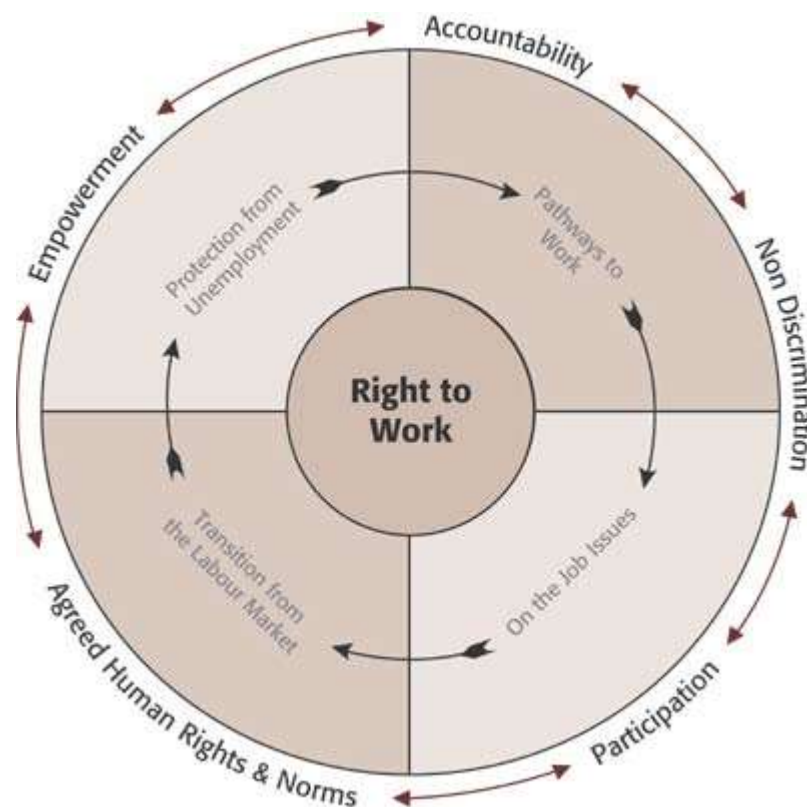 Accountability
Non Discrimination
Participation
Agreed Human Rights & Norms
Empowerment
Protection from
Unemployment
Pathways to
Work
On the Job Issues
Transition from
the Labour Market
Right to
Work